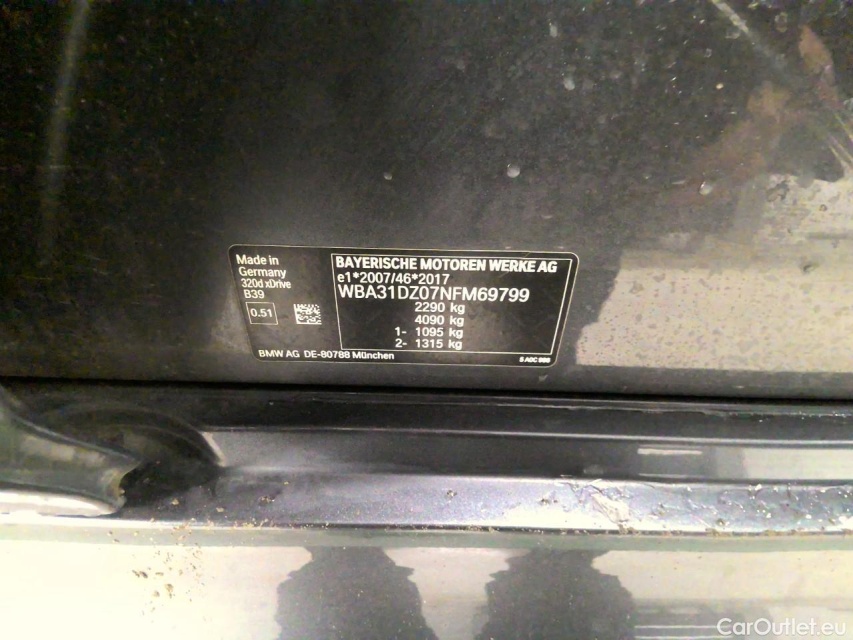 Made in
Germany
320d xDrive
B39
0.51
BMW AG DE-80788 München
BAYERISCHE MOTOREN WERKE AG
e1*2007/46*2017
WBA31DZ07NFM69799
2290 kg
4090 kg
1- 1095 kg
2- 1315 kg
CarOutlet.eu